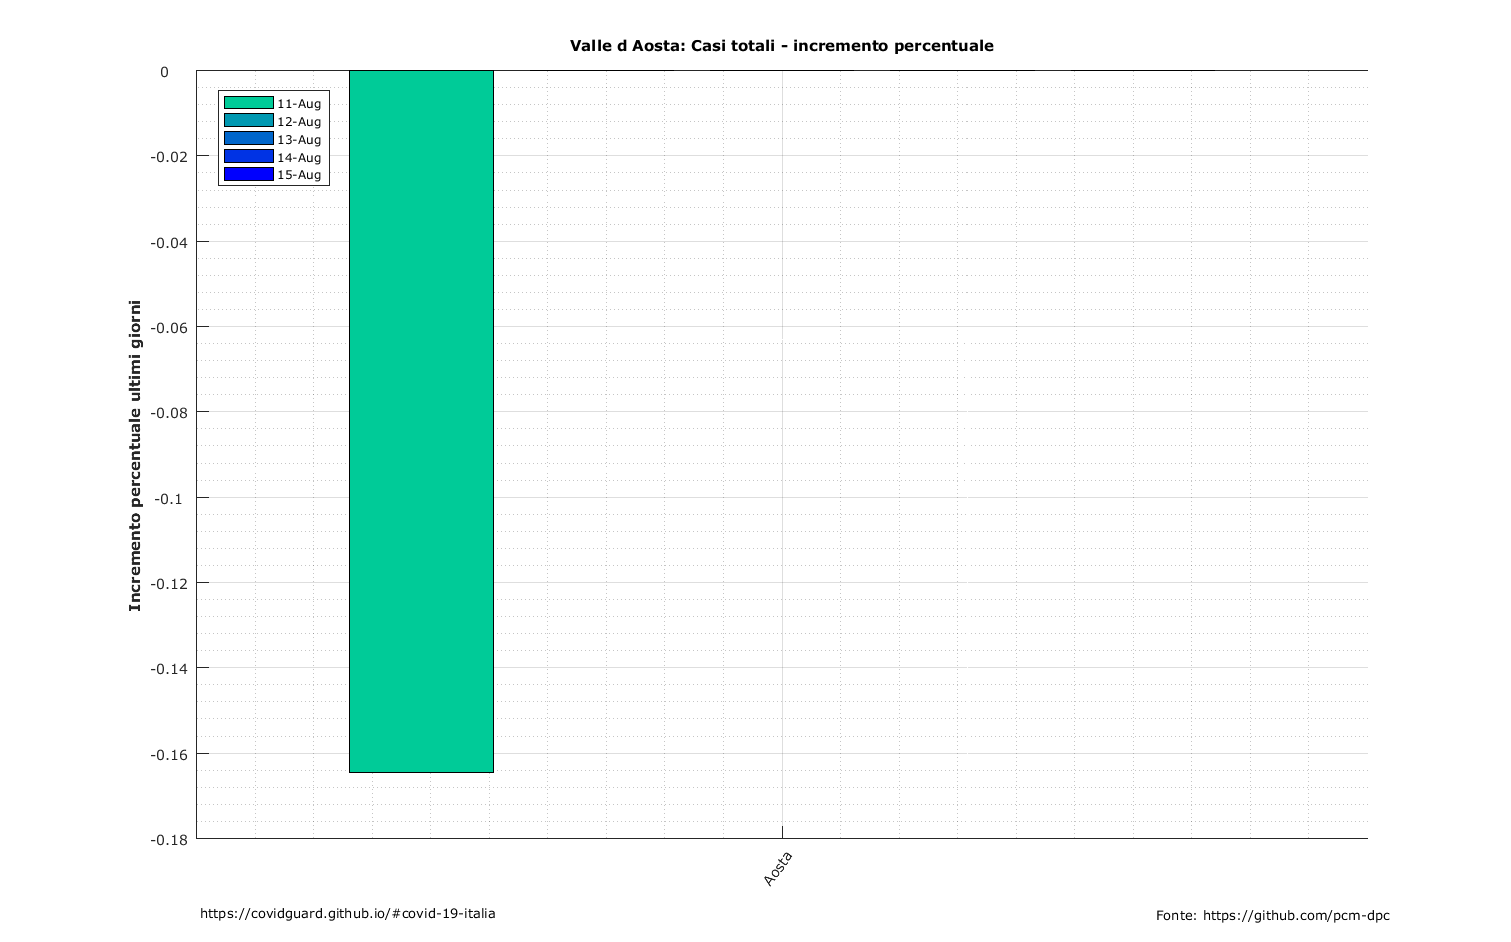 Valle d Aosta: Casi totali - incremento percentuale
0
-0.02
-0.04
-0.06
-0.08
-0.1
-0.12
-0.14
-0.16
-0.18
Incremento percentuale ultimi giorni
11-Aug
12-Aug
13-Aug
14-Aug
15-Aug
Aosta
https://covidguard.github.io/#covid-19-italia
Fonte: https://github.com/pcm-dpc